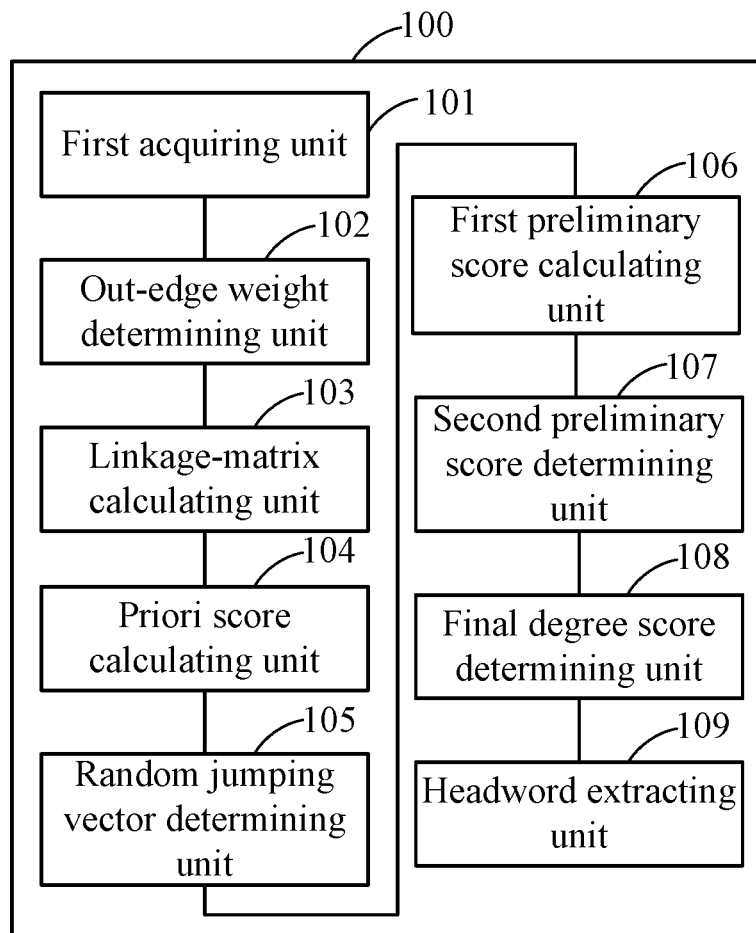 100
101
First acquiring unit
102
Out-edge weight
determining unit
103
Linkage-matrix
calculating unit
104
Priori score
calculating unit
105
Random jumping
vector determining
unit
106
First preliminary
score calculating
unit
107
Second preliminary
score determining
unit
108
Final degree score
determining unit
109
Headword extracting
unit